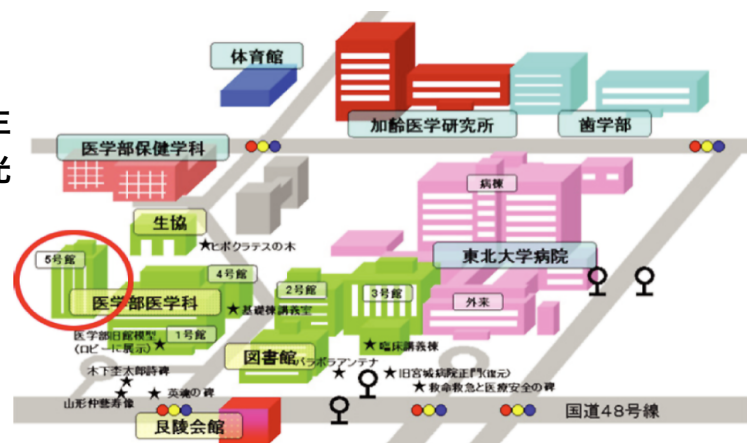 体育館
加齢医学研究所
歯学部
医学部保健学科
病棟
生協
★ヒポクラテスの木
東北大学病院
5号館
4号館
医学部医学科
2号館
3号館
外来
★基礎棟講義室
1号館
医学部旧館模型
(ロビーに展示)★
★臨床講義棟
図書館
パラボラアンテナ
★
★旧宮城病院正門(復元)
木下杢太郎詩碑
★
★救命救急と医療安全の碑
★英魂の碑
山形仲藝寿像
良陵会館
国道48号線